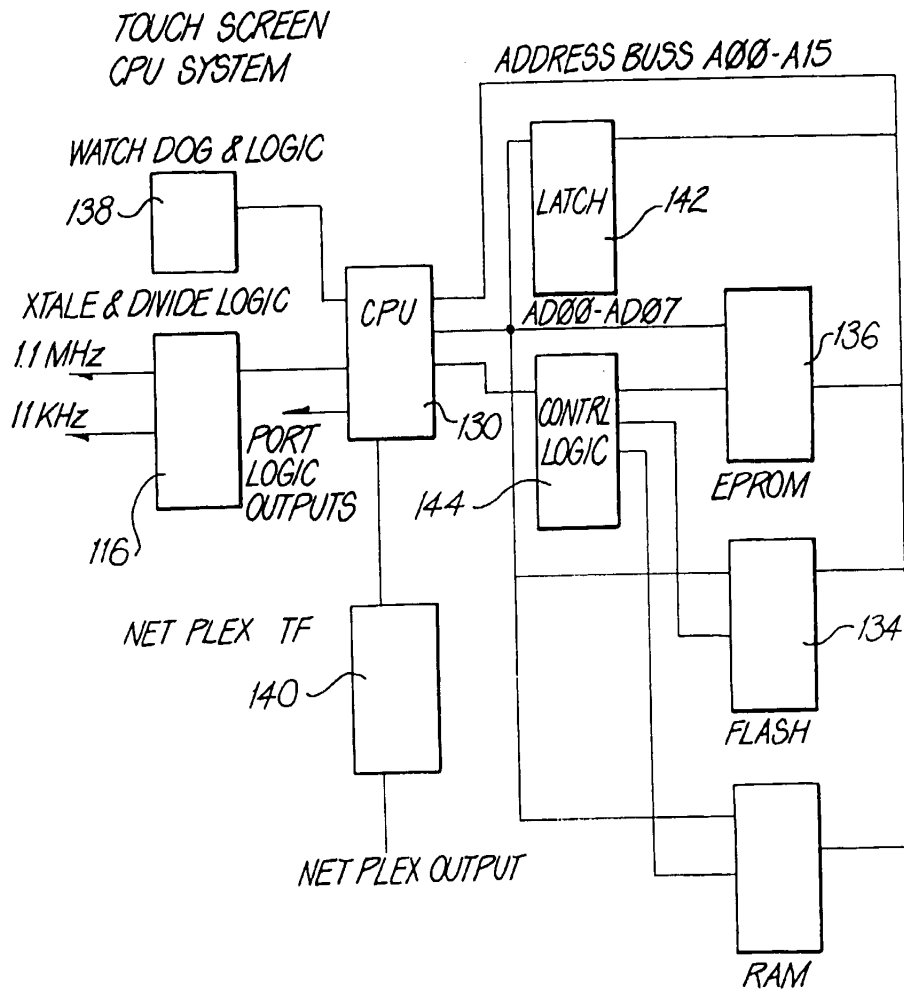 TOUCH SCREEN
CPU SYSTEM
ADDRESS BUSS AØØ-A15
WATCH DOG & LOGIC
138
LATCH
142
XTALE & DIVIDE LOGIC
CPU
ADØØ-ADØ7
1.1 MHz
136
11 KHz
130
CONTRL
LOGIC
PORT
LOGIC
OUTPUTS
144
EPROM
116
NET PLEX TF
134
140
FLASH
NET PLEX OUTPUT
RAM